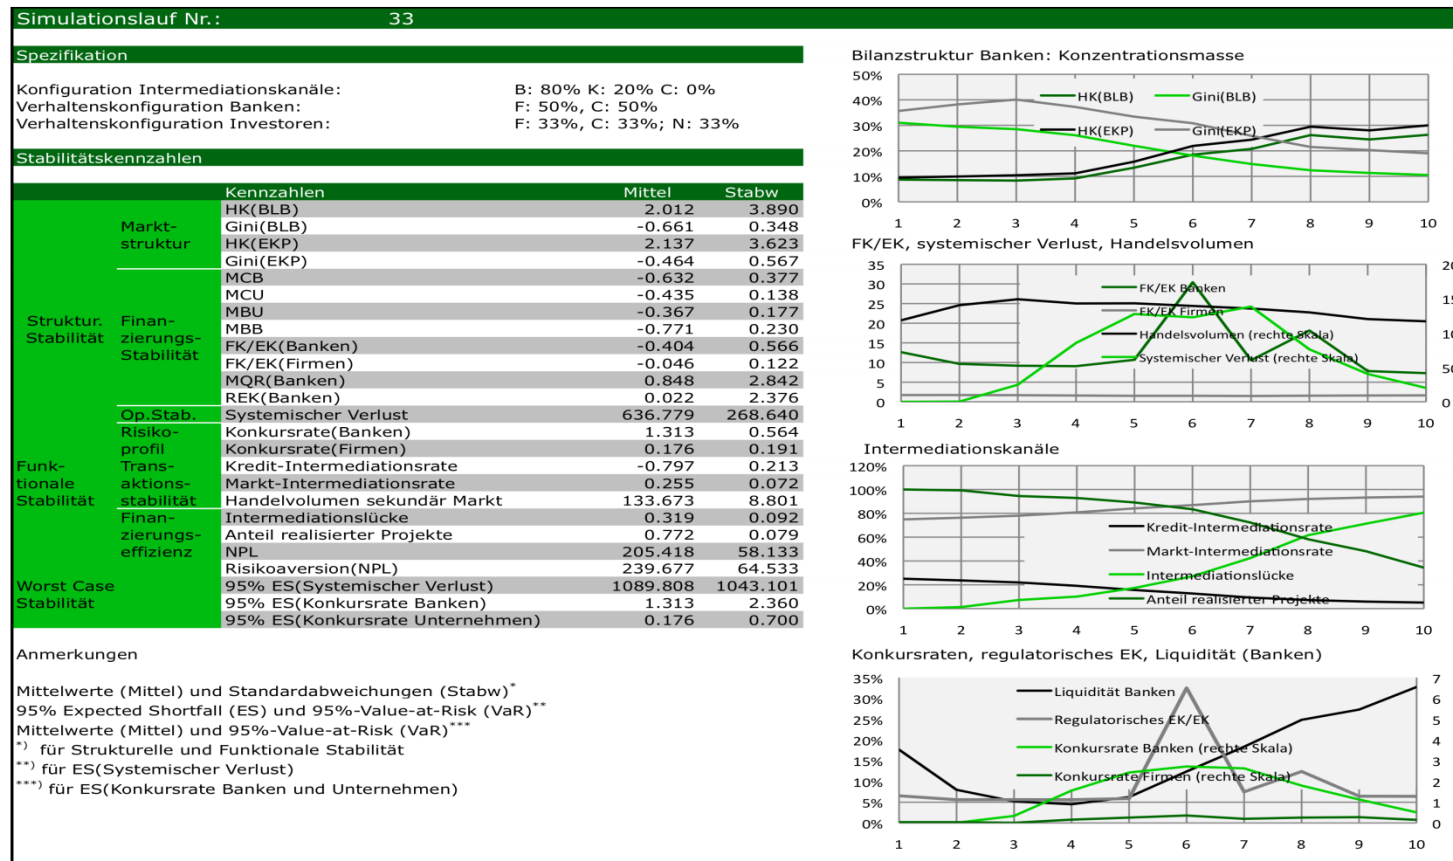 Simulationslauf Nr.: 33
Spezifikation
Konfiguration Intermediationskanäle: B: 80% K: 20% C: 0%
Verhaltenskonfiguration Banken: F: 50%, C: 50%
Verhaltenskonfiguration Investoren: F: 33%, C: 33%; N: 33%
Stabilitätskennzahlen
Kennzahlen Mittel Stabw
HK(BLB) 2.012 3.890
Markt- Gini(BLB) -0.661 0.348
struktur HK(EKP) 2.137 3.623
Gini(EKP) -0.464 0.567
MCB -0.632 0.377
MCU -0.435 0.138
MBU -0.367 0.177
Struktur. Finan- MBB -0.771 0.230
Stabilität zierungs- FK/EK(Banken) -0.404 0.566
Stabilität FK/EK(Firmen) -0.046 0.122
MQR(Banken) 0.848 2.842
REK(Banken) 0.022 2.376
Op.Stab. Systemischer Verlust 636.779 268.640
Risiko- Konkursrate(Banken) 1.313 0.564
profil Konkursrate(Firmen) 0.176 0.191
Funk- Trans- Kredit-Intermediationsrate -0.797 0.213
tionale aktions- Markt-Intermediationsrate 0.255 0.072
Stabilität stabilität Handelvolumen sekundär Markt 133.673 8.801
Finan- Intermediationslücke 0.319 0.092
zierungs- Anteil realisierter Projekte 0.772 0.079
effizienz NPL 205.418 58.133
Risikoaversion(NPL) 239.677 64.533
Worst Case 95% ES(Systemischer Verlust) 1089.808 1043.101
Stabilität 95% ES(Konkursrate Banken) 1.313 2.360
95% ES(Konkursrate Unternehmen) 0.176 0.700
Anmerkungen
Mittelwerte (Mittel) und Standardabweichungen (Stabw)*
95% Expected Shortfall (ES) und 95%-Value-at-Risk (VaR)**
Mittelwerte (Mittel) und 95%-Value-at-Risk (VaR)***
*) für Strukturelle und Funktionale Stabilität
**) für ES(Systemischer Verlust)
***) für ES(Konkursrate Banken und Unternehmen)
Bilanzstruktur Banken: Konzentrationsmasse
50%
40%
30%
20%
10%
0%
HK(BLB) Gini(BLB)
HK(EKP) Gini(EKP)
1 2 3 4 5 6 7 8 9 10
FK/EK, systemischer Verlust, Handelsvolumen
35
30
25
20
15
10
5
0
FK/EK Banken
FK/EK Firmen
Handelsvolumen (rechte Skala)
Systemischer Verlust (rechte Skala)
20
15
10
50
0
1 2 3 4 5 6 7 8 9 10
Intermediationskanäle
120%
100%
80%
60%
40%
20%
0%
Kredit-Intermediationsrate
Markt-Intermediationsrate
Intermediationslücke
Anteil realisierter Projekte
1 2 3 4 5 6 7 8 9 10
Konkursraten, regulatorisches EK, Liquidität (Banken)
35%
30%
25%
20%
15%
10%
5%
0%
Liquidität Banken
Regulatorisches EK/EK
Konkursrate Banken (rechte Skala)
Konkursrate Firmen (rechte Skala)
7
6
5
4
3
2
1
0
1 2 3 4 5 6 7 8 9 10